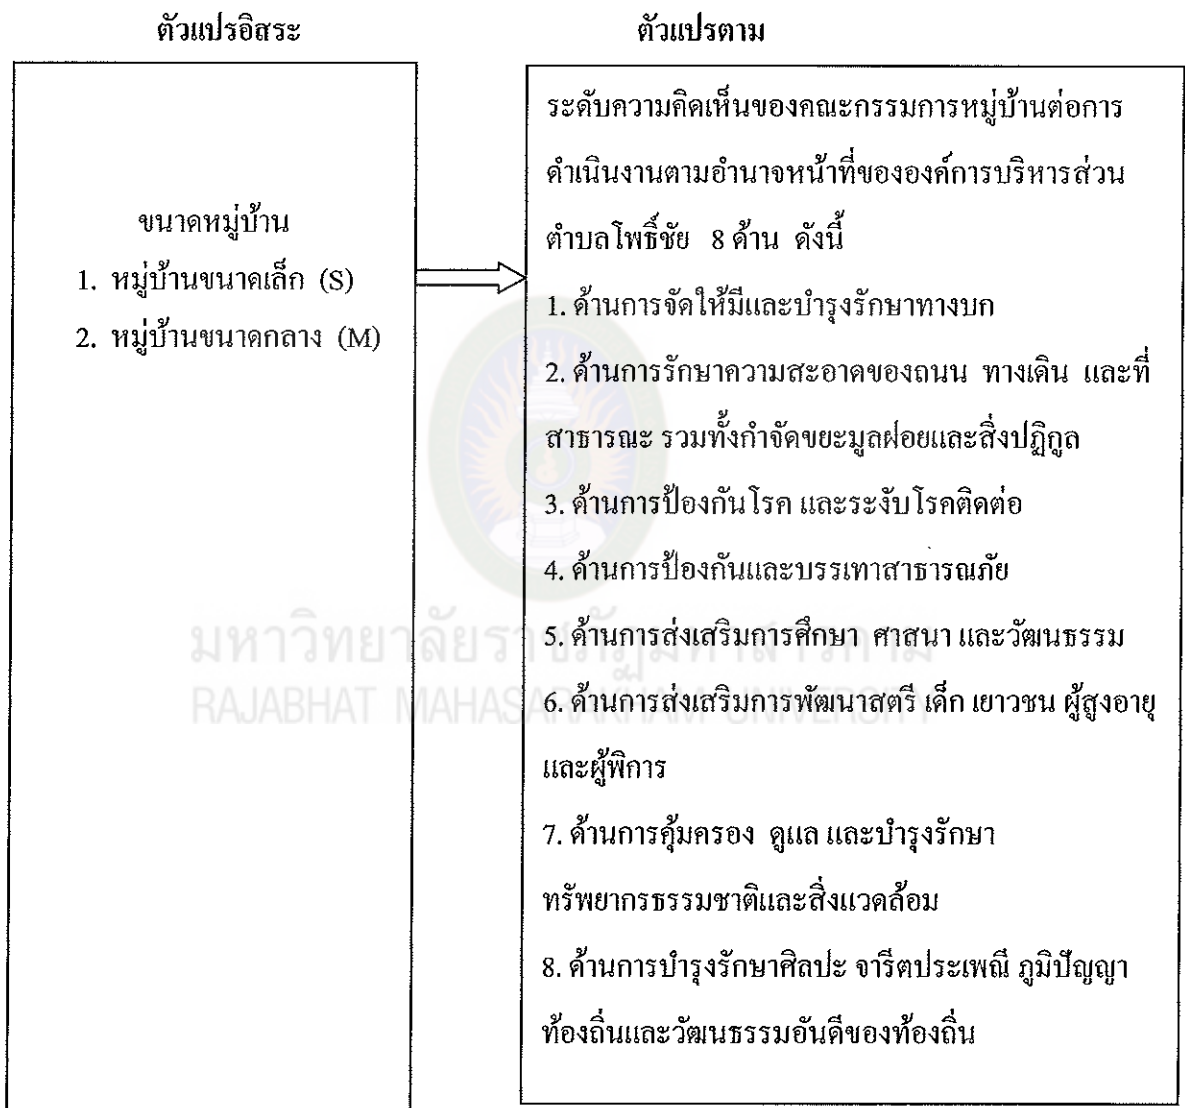 ตัวแปรอิสระ
ตัวแปรตาม
ขนาดหมู่บ้าน
1. หมู่บ้านขนาดเล็ก (S)
2. หมู่บ้านขนาดกลาง (M)
ระดับความคิดเห็นของคณะกรรมการหมู่บ้านต่อการ
ดำเนินงานตามอำนาจหน้าที่ขององค์การบริหารส่วน
ตำบลโพธิ์ชัย 8 ด้าน ดังนี้
1. ด้านการจัดให้มีและบำรุงรักษาทางบก
2. ด้านการรักษาความสะอาดของถนน ทางเดิน และที่
สาธารณะ รวมทั้งกำจัดขยะมูลฝอยและสิ่งปฏิกูล
3. ด้านการป้องกันโรค และระงับโรคติดต่อ
4. ด้านการป้องกันและบรรเทาสาธารณภัย
5. ด้านการส่งเสริมการศึกษา ศาสนา และวัฒนธรรม
6. ด้านการส่งเสริมการพัฒนาสตรี เด็ก เยาวชน ผู้สูงอายุ
และผู้พิการ
7. ด้านการคุ้มครอง ดูแล และบำรุงรักษา
ทรัพยากรธรรมชาติและสิ่งแวดล้อม
8. ด้านการบำรุงรักษาศิลปะ จารีตประเพณี ภูมิปัญญา
ท้องถิ่นและวัฒนธรรมอันดีของท้องถิ่น
มหาวิทยาลัยราชภัฏมหาสารคาม
RAJABHAT MAHASARAKHAM UNIVERSITY